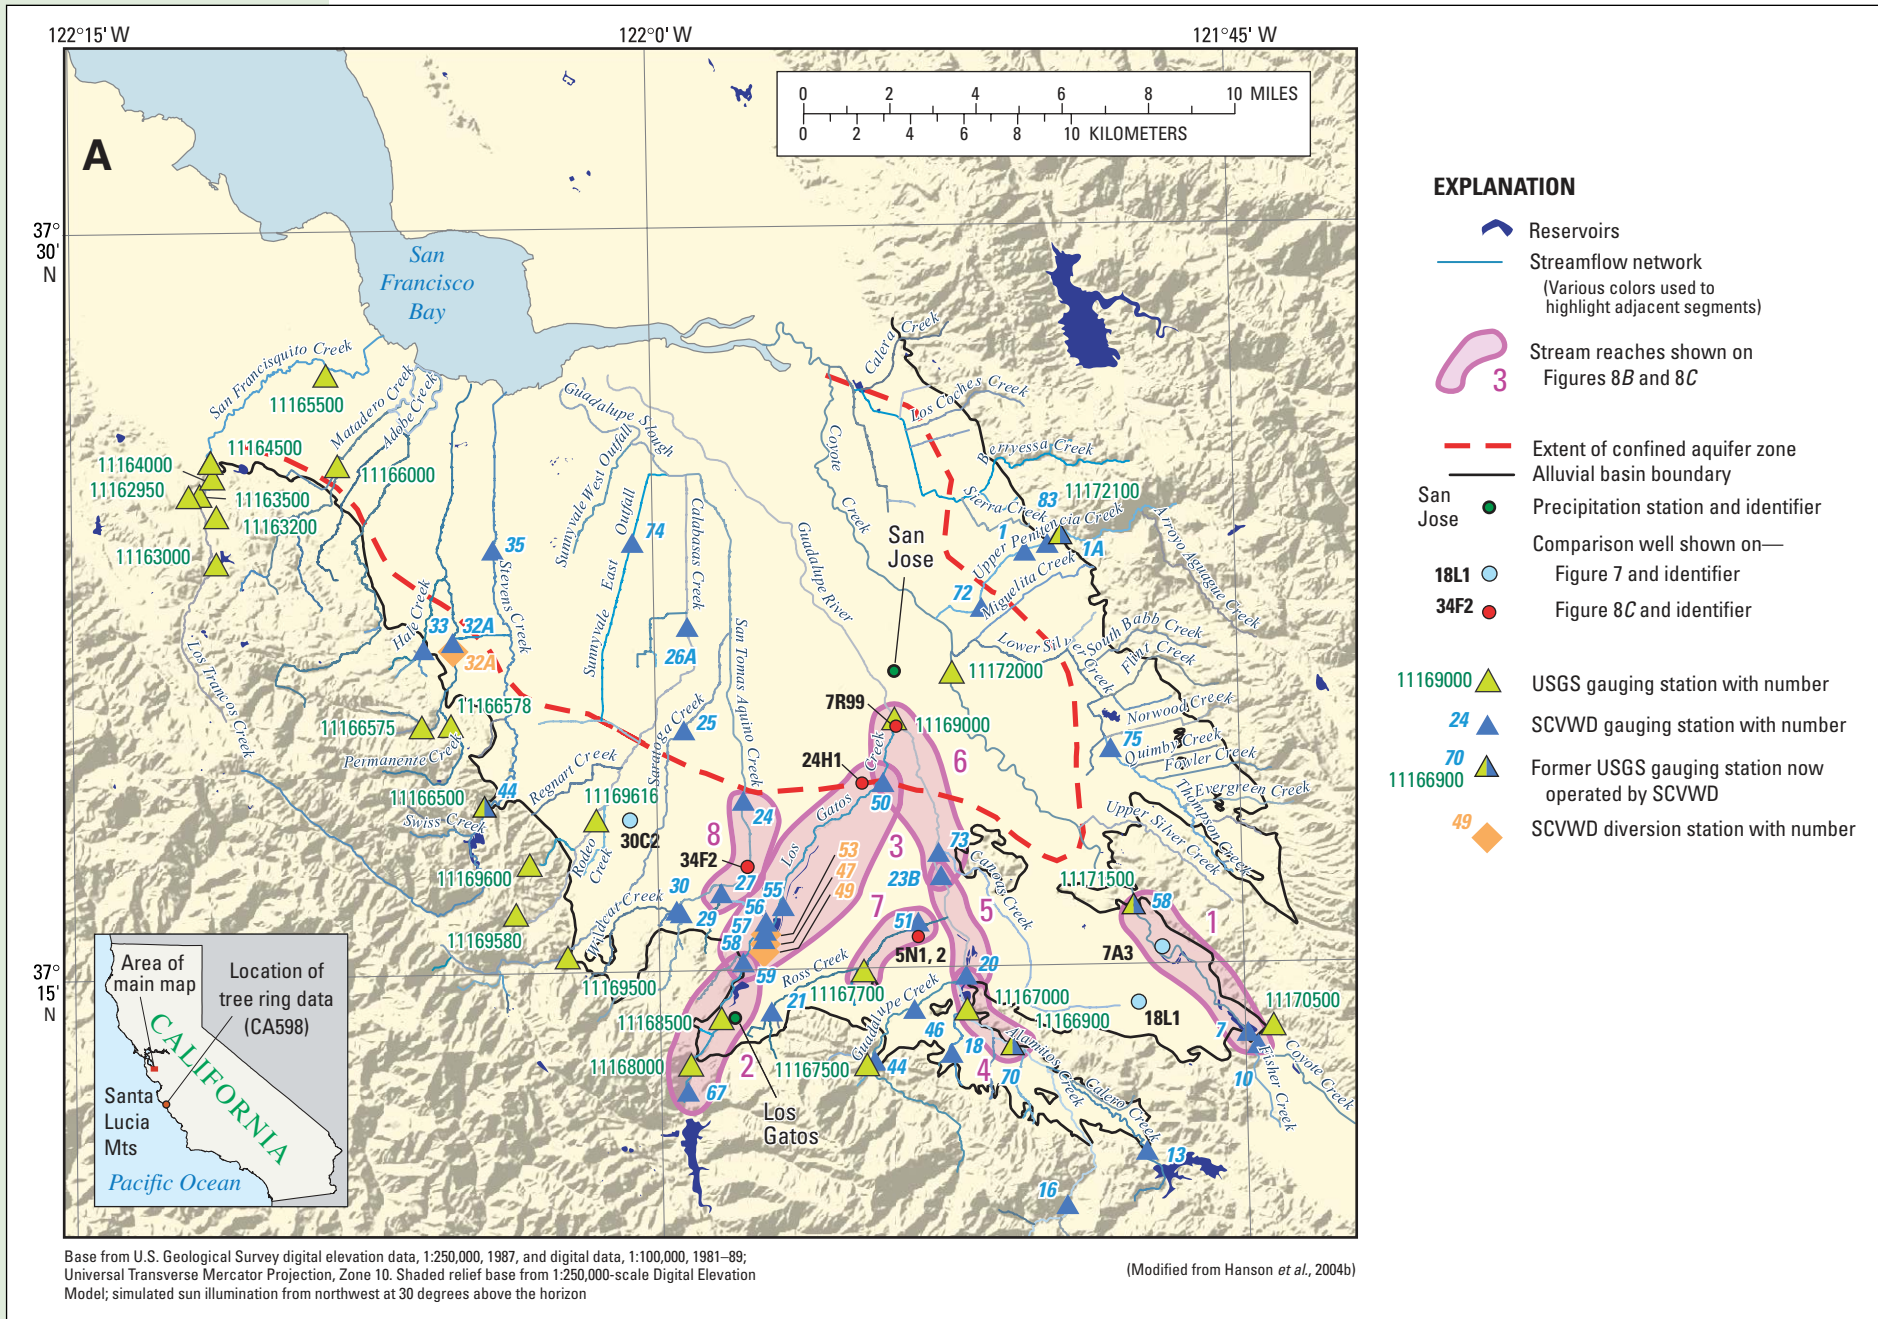 122°15' W
122°0' W
121°45' W
A
0 2 4 6 8 10 MILES
0 2 4 6 8 10 KILOMETERS
37°
30'
N
San
Francisco
Bay
San Francisquito Creek
11165500
Matadero Creek
Adobe Creek
11164500
11164000
11162950
11163500
11163200
11163000
11166000
Los Trancos Creek
Hale Creek
33
32A
32A
35
Stevens Creek
11166578
11166575
Permanente Creek
11166500
44
Swiss Creek
Regnart Creek
11169616
30C2
11169600
Rodeo
Creek
11169580
Wildcat Creek
11169500
Guadalupe Slough
Sunnyvale West Outfall
Sunnyvale East Outfall
74
Calabasas Creek
26A
25
Saratoga Creek
San Tomas Aquino Creek
Guadalupe River
Coyote
Creek
Calera Creek
Los Coches Creek
Berryessa Creek
Sierra Creek
83
11172100
1
1A
Upper Penitencia Creek
Arroyo Aguague Creek
72
Miguelita Creek
San
Jose
11172000
Lower Silver Creek
South Babb Creek
Flint Creek
Norwood Creek
75
Quimby Creek
Fowler Creek
Evergreen Creek
Thompson Creek
Upper Silver Creek
7R99
11169000
24H1
6
50
Los Gatos Creek
24
8
34F2
3
53
47
49
73
23B
Canoas Creek
27
55
56
57
58
59
30
29
7
51
5N1, 2
5
Ross Creek
11167700
20
11171500
58
1
7A3
18L1
11170500
7
10
Fisher Creek
Coyote Creek
37°
15'
N
11168500
21
11168000
2
67
Los
Gatos
Guadalupe Creek
11167500
44
46
18
11167000
11166900
4
70
Alamitos Creek
Calero Creek
13
16
Area of
main map
Location of
tree ring data
(CA598)
CALIFORNIA
Santa
Lucia
Mts
Pacific Ocean
EXPLANATION
Reservoirs
Streamflow network
(Various colors used to
highlight adjacent segments)
3
Stream reaches shown on
Figures 8B and 8C
Extent of confined aquifer zone
Alluvial basin boundary
San
Jose
Precipitation station and identifier
Comparison well shown on—
18L1 Figure 7 and identifier
34F2 Figure 8C and identifier
11169000 USGS gauging station with number
24 SCVWD gauging station with number
70
11166900
Former USGS gauging station now
operated by SCVWD
49 SCVWD diversion station with number
Base from U.S. Geological Survey digital elevation data, 1:250,000, 1987, and digital data, 1:100,000, 1981–89;
Universal Transverse Mercator Projection, Zone 10. Shaded relief base from 1:250,000-scale Digital Elevation
Model; simulated sun illumination from northwest at 30 degrees above the horizon
(Modified from Hanson et al., 2004b)